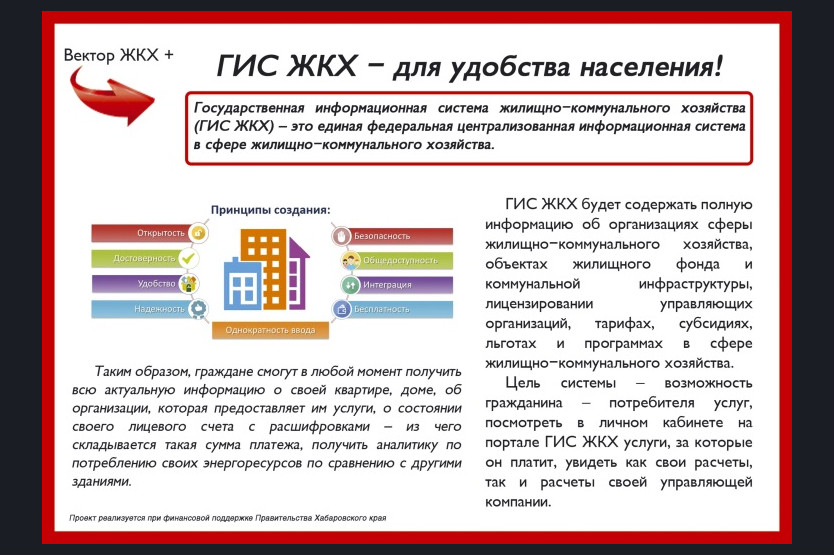 Вектор ЖКХ +
ГИС ЖКХ – для удобства населения!
Государственная информационная система жилищно–коммунального хозяйства
(ГИС ЖКХ) – это единая федеральная централизованная информационная система
в сфере жилищно–коммунального хозяйства.
Принципы создания:
Открытость
Достоверность
Удобство
Надежность
Безопасность
Общедоступность
Интеграция
Бесплатность
Однократность ввода
Таким образом, граждане смогут в любой момент получить
всю актуальную информацию о своей квартире, доме, об
организации, которая предоставляет им услуги, о состоянии
своего лицевого счета с расшифровками – из чего
складывается такая сумма платежа, получить аналитику по
потреблению своих энергоресурсов по сравнению с другими
зданиями.
ГИС ЖКХ будет содержать полную
информацию об организациях сферы
жилищно–коммунального хозяйства,
объектах жилищного фонда и
коммунальной инфраструктуры,
лицензировании управляющих
организаций, тарифах, субсидиях,
льготах и программах в сфере
жилищно–коммунального хозяйства.
Цель системы – возможность
гражданина – потребителя услуг,
посмотреть в личном кабинете на
портале ГИС ЖКХ услуги, за которые
он платит, увидеть как свои расчеты,
так и расчеты своей управляющей
компании.
Проект реализуется при финансовой поддержке Правительства Хабаровского края